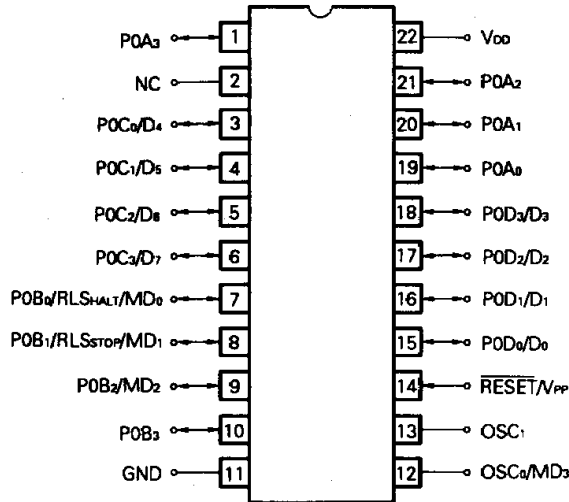 P0A₃ 1 22 VDD
NC 2 21 P0A₂
P0C₀/D₄ 3 20 P0A₁
P0C₁/D₅ 4 19 P0A₀
P0C₂/D₆ 5 18 P0D₃/D₃
P0C₃/D₇ 6 17 P0D₂/D₂
P0B₀/RLSHALT/MD₀ 7 16 P0D₁/D₁
P0B₁/RLSSTOP/MD₁ 8 15 P0D₀/D₀
P0B₂/MD₂ 9 14 RESET/VPP
P0B₃ 10 13 OSC₁
GND 11 12 OSC₀/MD₃